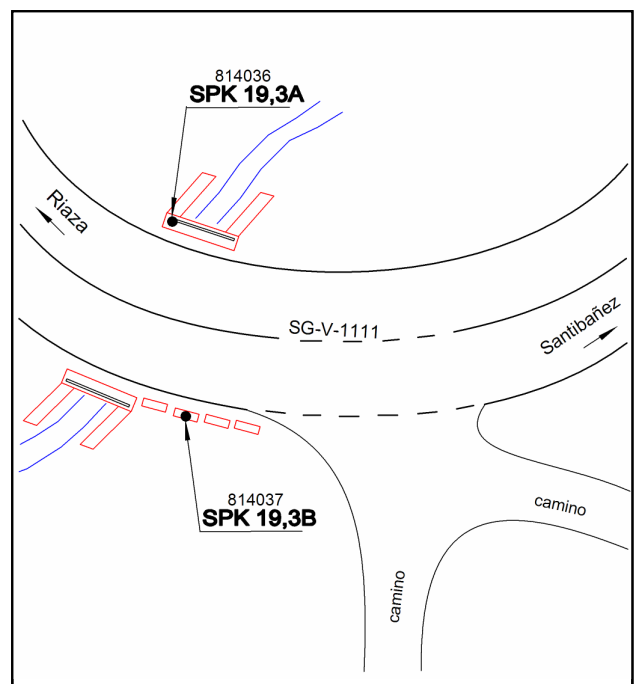 814036
SPK 19,3A
Riaza
SG-V-1111
Santibañez
814037
SPK 19,3B
camino
camino